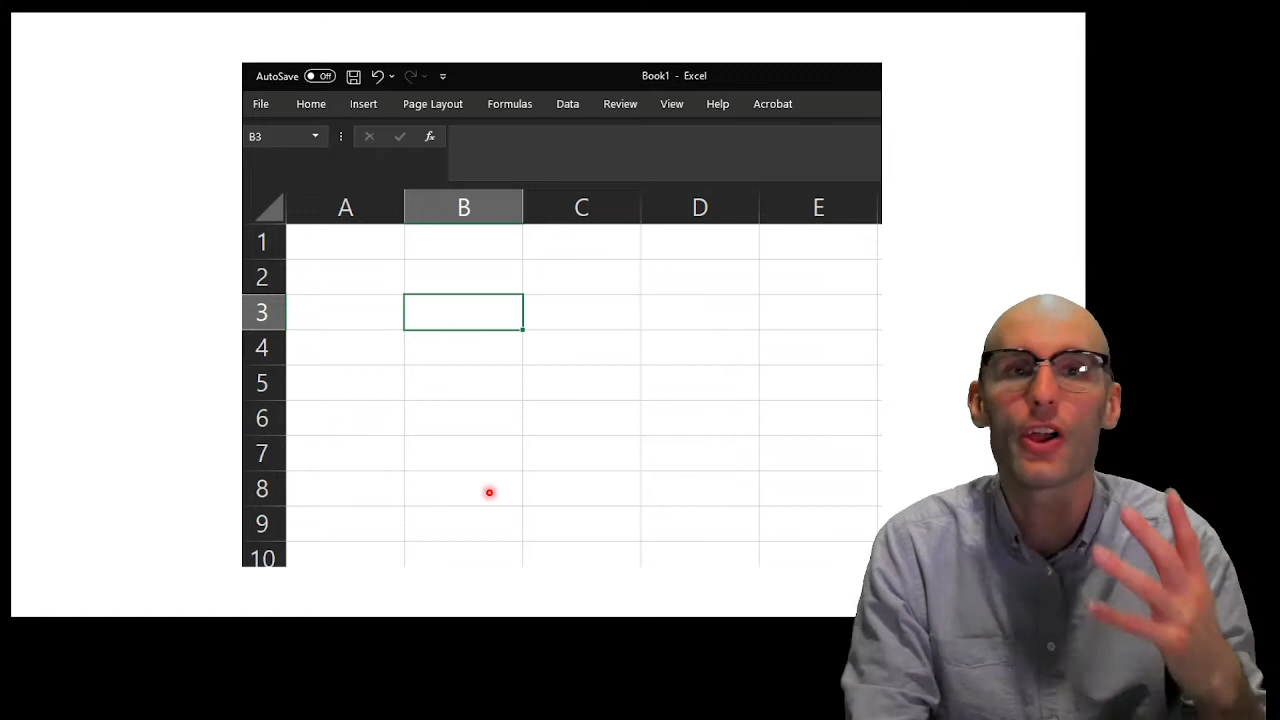 AutoSave Off Book1 - Excel
File Home Insert Page Layout Formulas Data Review View Help Acrobat
B3 fx
A B C D E
1
2
3
4
5
6
7
8
9
10